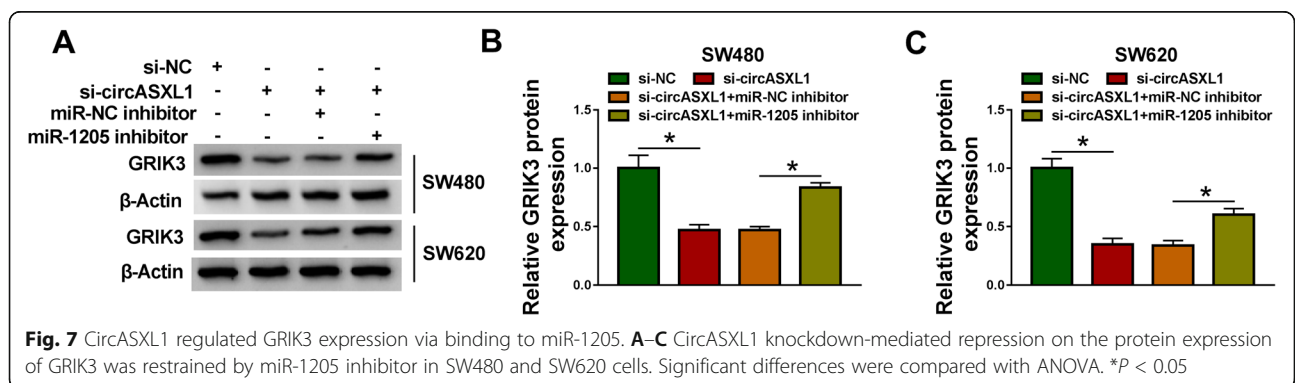 A
si-NC + - - -
si-circASXL1 - + + +
miR-NC inhibitor - - + -
miR-1205 inhibitor - - - +
GRIK3
β-Actin
SW480
GRIK3
β-Actin
SW620
B
SW480
si-NC si-circASXL1
si-circASXL1+miR-NC inhibitor
si-circASXL1+miR-1205 inhibitor
Relative GRIK3 protein
expression
1.5
1.0
0.5
0.0
*
*
C
SW620
si-NC si-circASXL1
si-circASXL1+miR-NC inhibitor
si-circASXL1+miR-1205 inhibitor
Relative GRIK3 protein
expression
1.5
1.0
0.5
0.0
*
*
Fig. 7 CircASXL1 regulated GRIK3 expression via binding to miR-1205. A–C CircASXL1 knockdown-mediated repression on the protein expression
of GRIK3 was restrained by miR-1205 inhibitor in SW480 and SW620 cells. Significant differences were compared with ANOVA. *P < 0.05